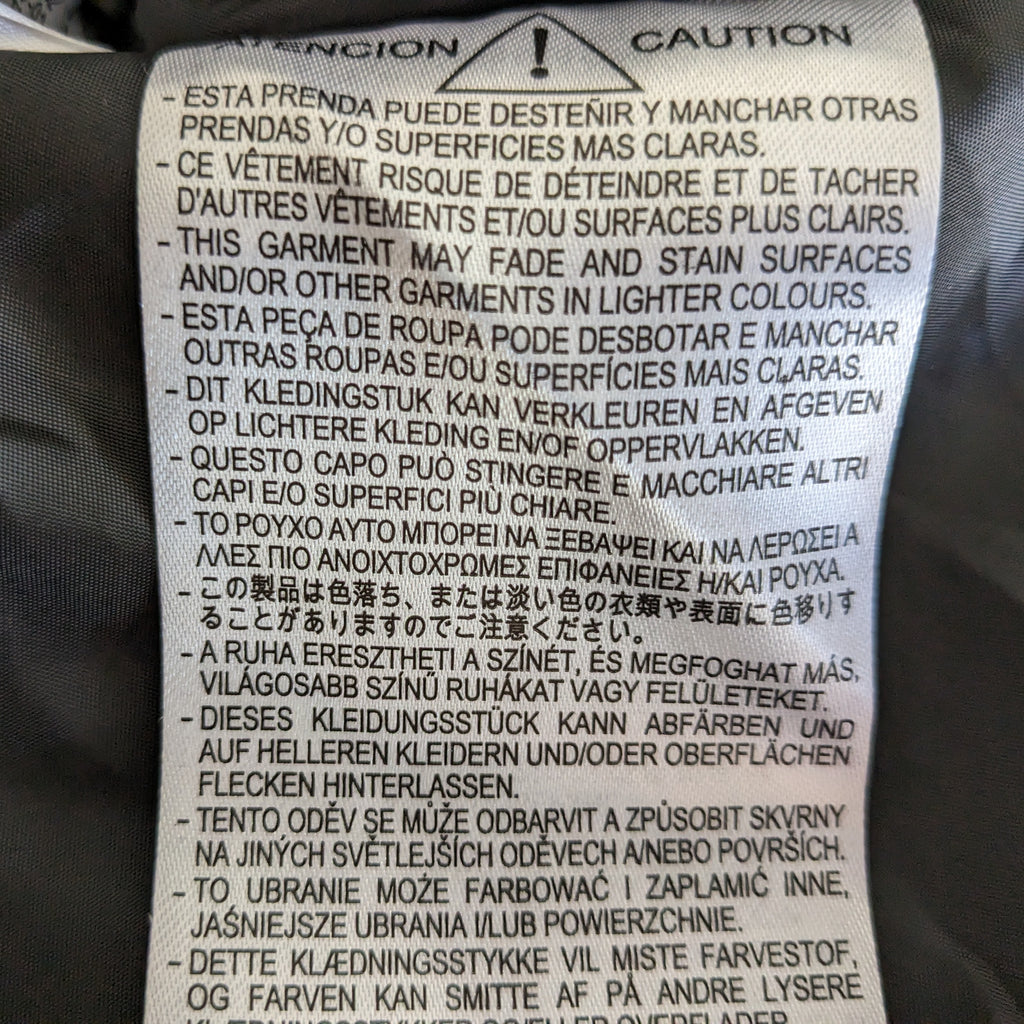 ATENCION CAUTION
- ESTA PRENDA PUEDE DESTEÑIR Y MANCHAR OTRAS
PRENDAS Y/O SUPERFICIES MAS CLARAS.
- CE VÊTEMENT RISQUE DE DÉTEINDRE ET DE TACHER
D'AUTRES VÊTEMENTS ET/OU SURFACES PLUS CLAIRS.
- THIS GARMENT MAY FADE AND STAIN SURFACES
AND/OR OTHER GARMENTS IN LIGHTER COLOURS.
- ESTA PEÇA DE ROUPA PODE DESBOTAR E MANCHAR
OUTRAS ROUPAS E/OU SUPERFÍCIES MAIS CLARAS.
- DIT KLEDINGSTUK KAN VERKLEUREN EN AFGEVEN
OP LICHTERE KLEDING EN/OF OPPERVLAKKEN.
- QUESTO CAPO PUÒ STINGERE E MACCHIARE ALTRI
CAPI E/O SUPERFICI PIÙ CHIARE.
- ΤΟ ΡΟΥΧΟ ΑΥΤΟ ΜΠΟΡΕΙ ΝΑ ΞΕΒΑΨΕΙ ΚΑΙ ΝΑ ΛΕΡΩΣΕΙ Α
ΛΛΕΣ ΠΙΟ ΑΝΟΙΧΤΟΧΡΩΜΕΣ ΕΠΙΦΑΝΕΙΕΣ Η/ΚΑΙ ΡΟΥΧΑ.
- この製品は色落ち、または淡い色の衣類や表面に色移りす
ることがありますのでご注意ください。
- A RUHA ERESZTHETI A SZÍNÉT, ÉS MEGFOGHAT MÁS,
VILÁGOSABB SZÍNŰ RUHÁKAT VAGY FELÜLETEKET.
- DIESES KLEIDUNGSSTÜCK KANN ABFÄRBEN UND
AUF HELLEREN KLEIDERN UND/ODER OBERFLÄCHEN
FLECKEN HINTERLASSEN.
- TENTO ODĚV SE MŮŽE ODBARVIT A ZPŮSOBIT SKVRNY
NA JINÝCH SVĚTLEJŠÍCH ODĚVECH A/NEBO POVRŠÍCH.
- TO UBRANIE MOŻE FARBOWAĆ I ZAPLAMIĆ INNE,
JAŚNIEJSZE UBRANIA I/LUB POWIERZCHNIE.
- DETTE KLÆDNINGSSTYKKE VIL MISTE FARVESTOF,
OG FARVEN KAN SMITTE AF PÅ ANDRE LYSERE